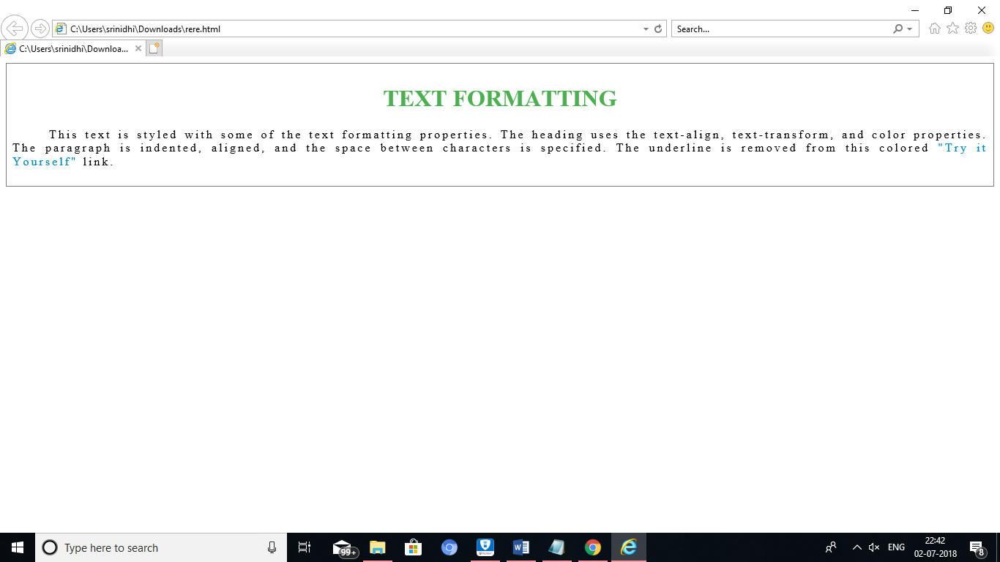 C:\Users\srinidhi\Downloads\rere.html
Search...
C:\Users\srinidhi\Downloa...
TEXT FORMATTING
This text is styled with some of the text formatting properties. The heading uses the text-align, text-transform, and color properties.
The paragraph is indented, aligned, and the space between characters is specified. The underline is removed from this colored "Try it
Yourself" link.
Type here to search
99+
ENG
22:42
02-07-2018
8